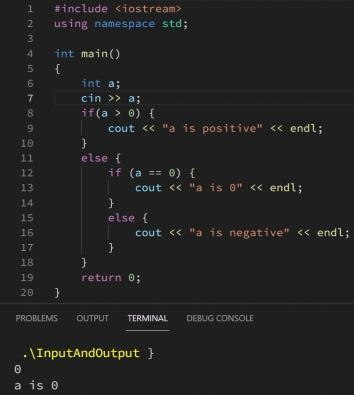 1 #include <iostream>
2 using namespace std;
3
4 int main()
5 {
6 int a;
7 cin >> a;
8 if(a > 0) {
9 cout << "a is positive" << endl;
10 }
11 else {
12 if (a == 0) {
13 cout << "a is 0" << endl;
14 }
15 else {
16 cout << "a is negative" << endl;
17 }
18 }
19 return 0;
20 }
PROBLEMS OUTPUT TERMINAL DEBUG CONSOLE
.\InputAndOutput }
0
a is 0